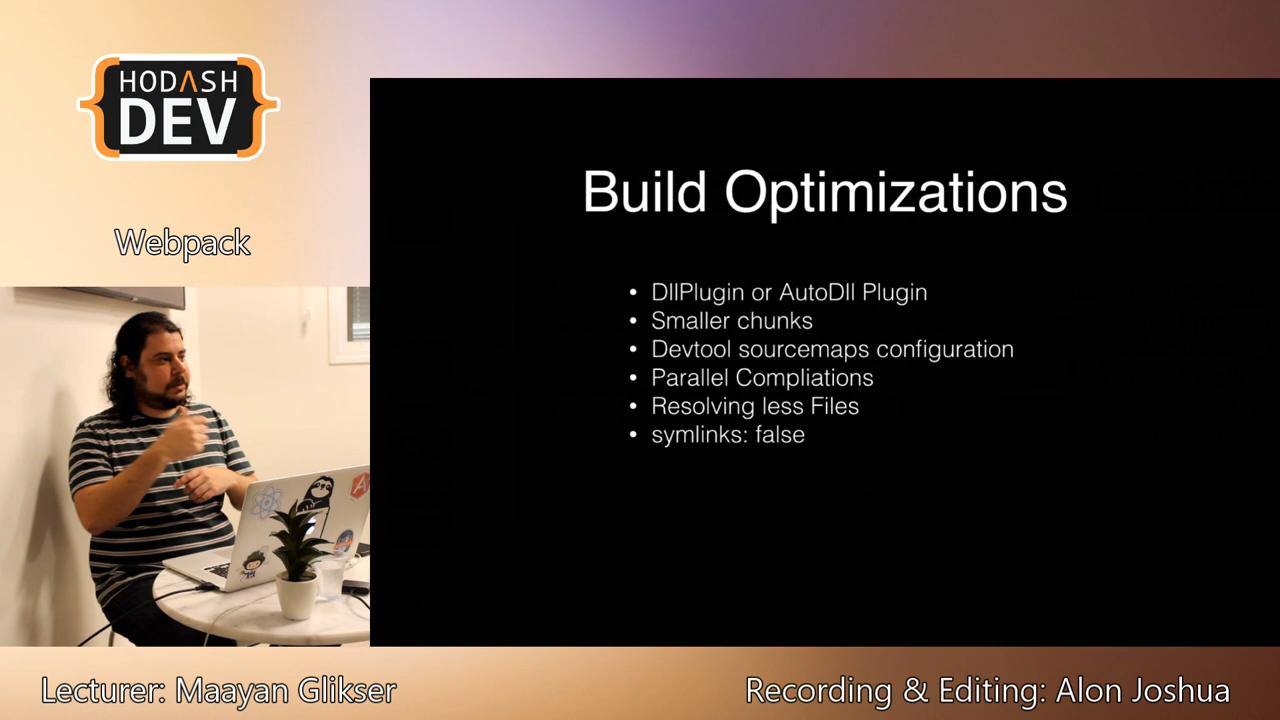 HODASH
DEV
Webpack
Build Optimizations
• DllPlugin or AutoDll Plugin
• Smaller chunks
• Devtool sourcemaps configuration
• Parallel Compliations
• Resolving less Files
• symlinks: false
Lecturer: Maayan Glikser
Recording & Editing: Alon Joshua